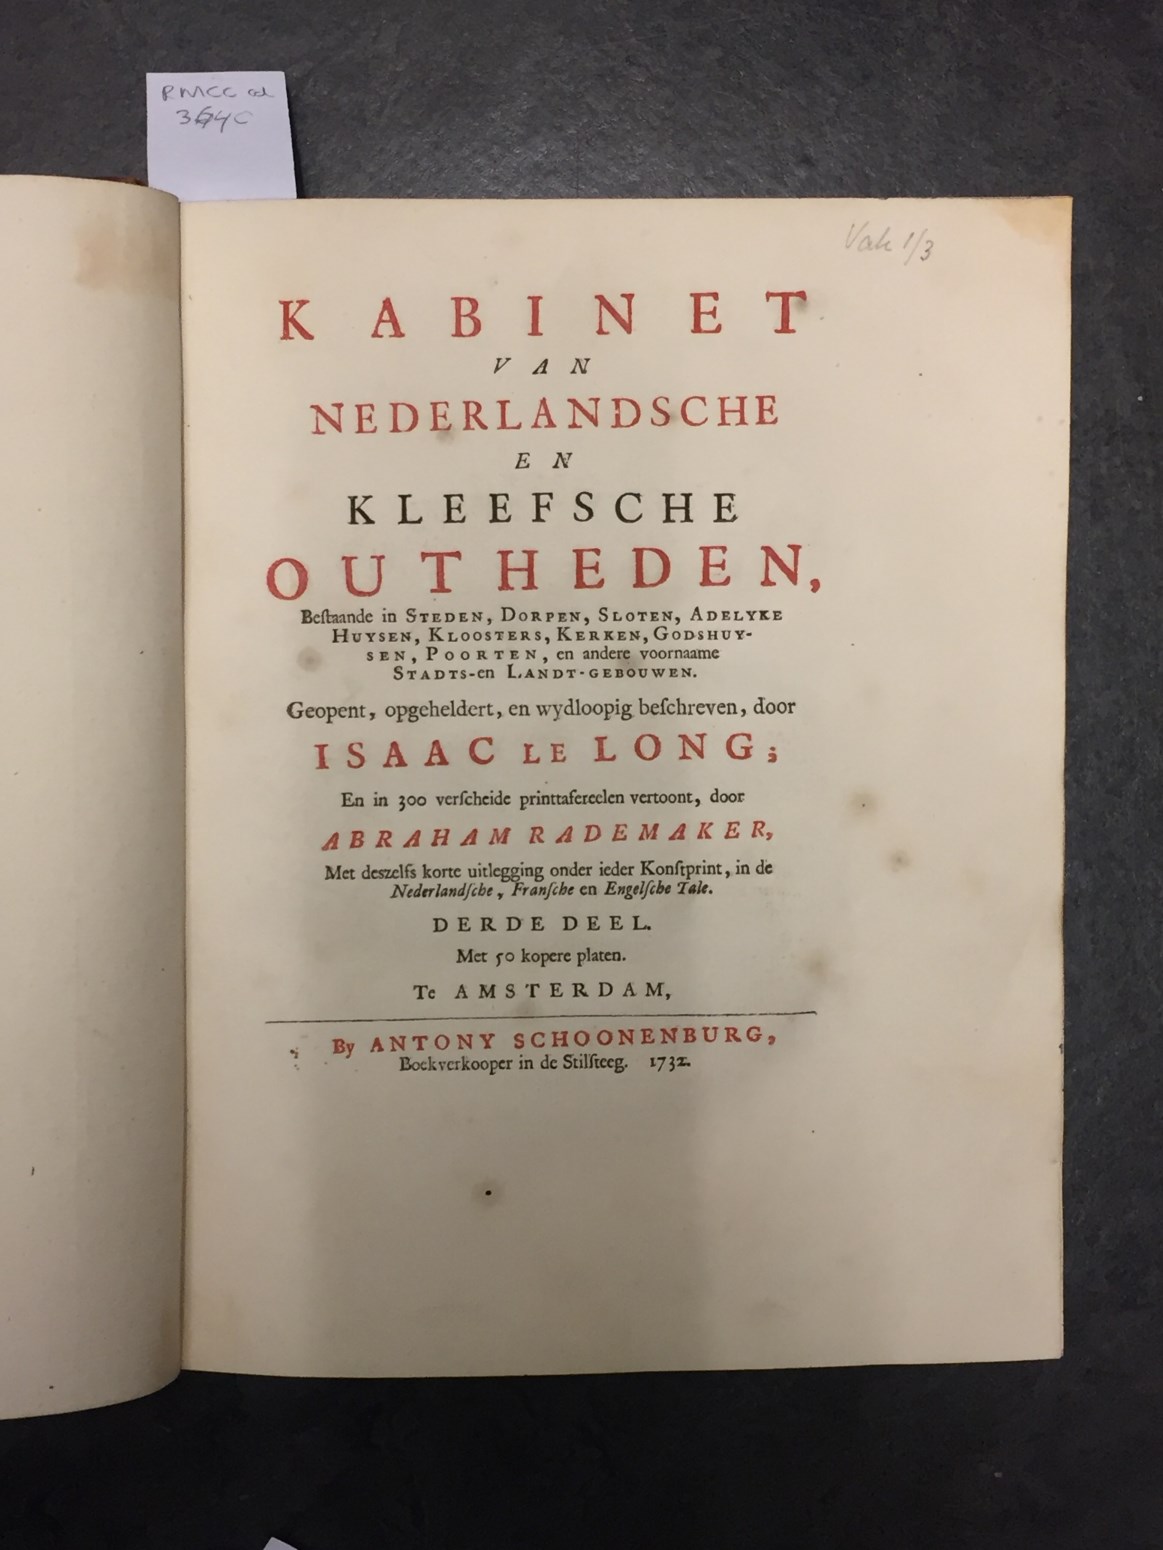 RMCC ad
Vak 1/3
KABINET
VAN
NEDERLANDSCHE
EN
KLEEFSCHE
OUTHEDEN,
Beſtaande in STEDEN, DORPEN, SLOTEN, ADELYKE
HUYSEN, KLOOSTERS, KERKEN, GODSHUY-
SEN, POORTEN, en andere voornaame
STADTS-en LANDT-GEBOUWEN.
Geopent, opgeheldert, en wydloopig beſchreven, door
ISAAC LE LONG;
En in 300 verſcheide printtafereelen vertoont, door
ABRAHAM RADEMAKER,
Met deszelfs korte uitlegging onder ieder Konſtprint, in de
Nederlandſche, Franſche en Engelſche Tale.
DERDE DEEL.
Met 50 kopere platen.
Te AMSTERDAM,
By ANTONY SCHOONENBURG,
Boekverkooper in de Stilſteeg. 1732.